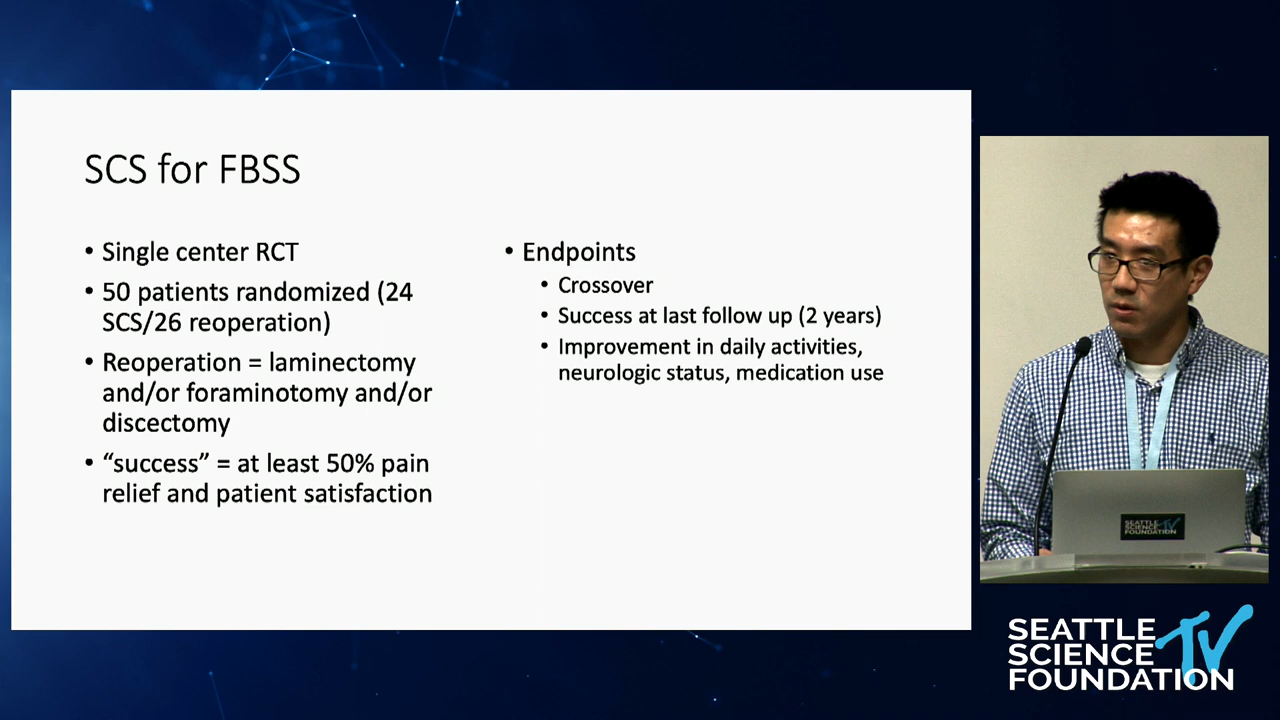 SCS for FBSS
• Single center RCT
• 50 patients randomized (24
SCS/26 reoperation)
• Reoperation = laminectomy
and/or foraminotomy and/or
discectomy
• “success” = at least 50% pain
relief and patient satisfaction
• Endpoints
• Crossover
• Success at last follow up (2 years)
• Improvement in daily activities,
neurologic status, medication use
SEATTLE
SCIENCE TV
FOUNDATION
SEATTLE
SCIENCE TV
FOUNDATION